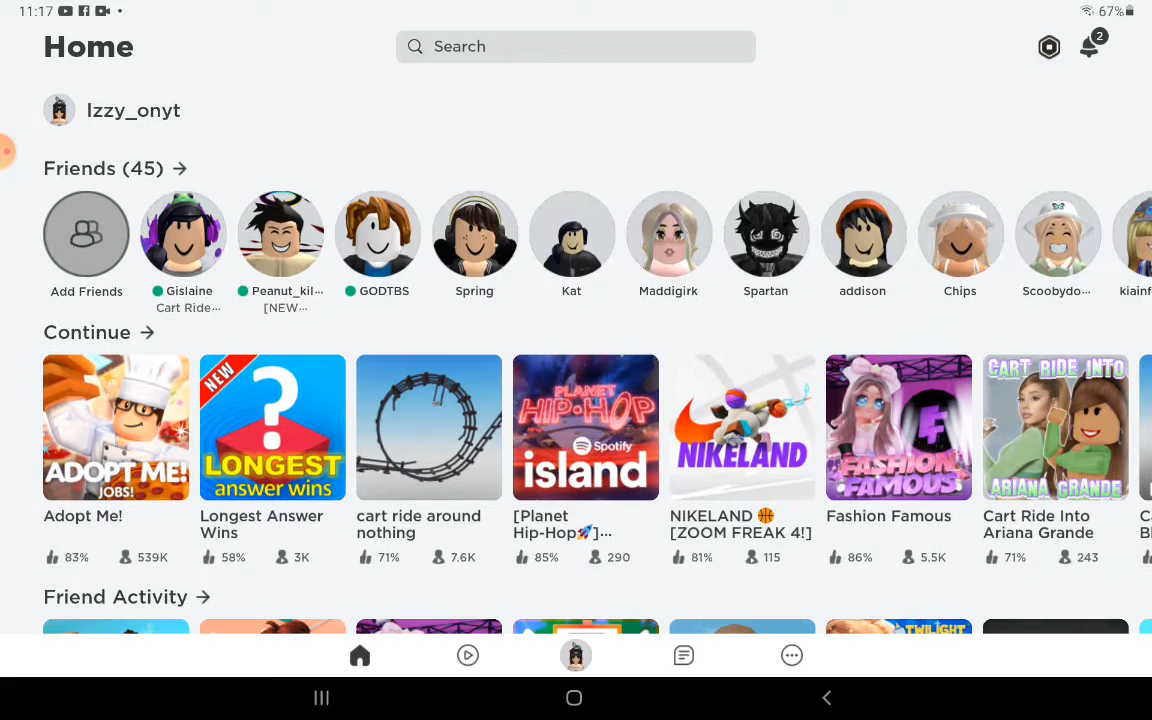 11:17
67%
Home
Search
2
Izzy_onyt
Friends (45)
Add Friends
Gislaine
Cart Ride...
Peanut_kil...
[NEW...
GODTBS
Spring
Kat
Maddigirk
Spartan
addison
Chips
Scoobydo...
kiainf
Continue
ADOPT ME!
JOBS!
NEW
?
LONGEST
answer wins
PLANET
HIP-HOP
Spotify
island
NIKELAND
F
FASHION
FAMOUS
CART RIDE INTO
ARIANA GRANDE
Adopt Me!
83% 539K
Longest Answer
Wins
58% 3K
cart ride around
nothing
71% 7.6K
[Planet
Hip-Hop🚀]...
85% 290
NIKELAND 🏀
[ZOOM FREAK 4!]
81% 115
Fashion Famous
86% 5.5K
Cart Ride Into
Ariana Grande
71% 243
Friend Activity
TWILIGHT